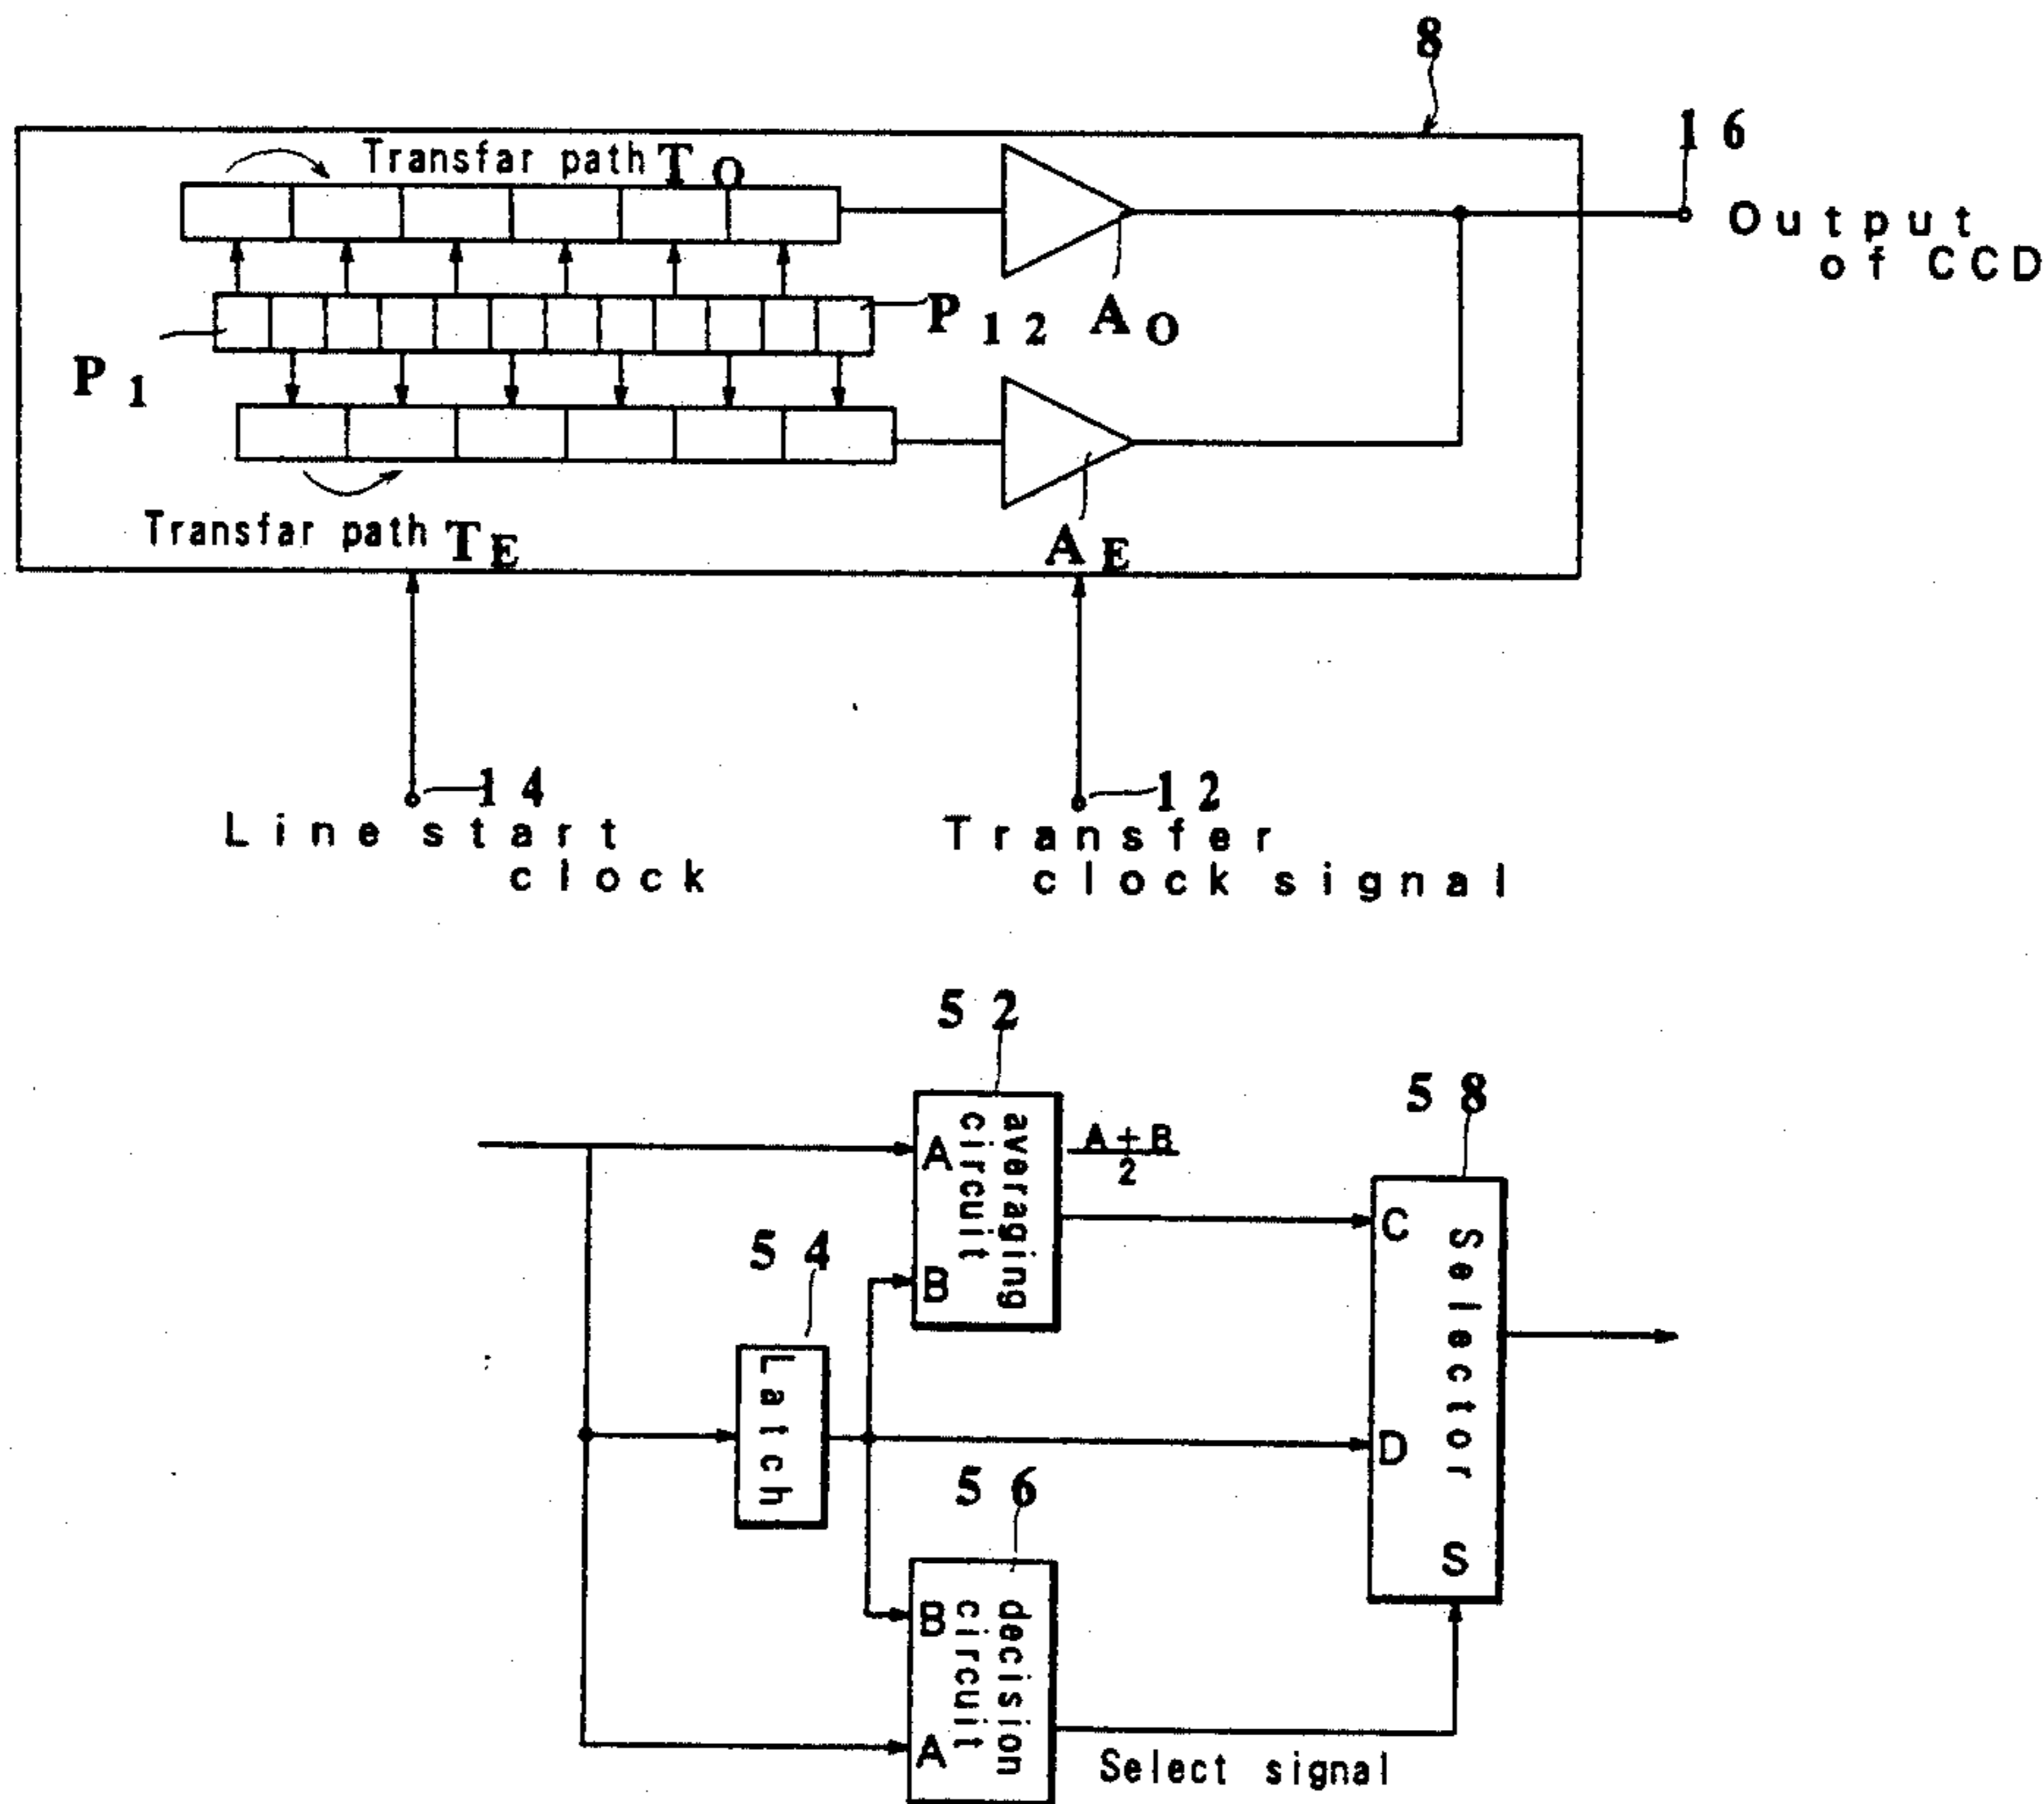 8
16
Transfar path TO
Output
of CCD
P12
AO
P1
Transfar path TE
AE
14
12
Line start
clock
Transfer
clock signal
52
58
A
averaging
circuit
A+B
2
B
C
Selector
54
Latch
D
56
S
B
decision
circuit
A
Select signal